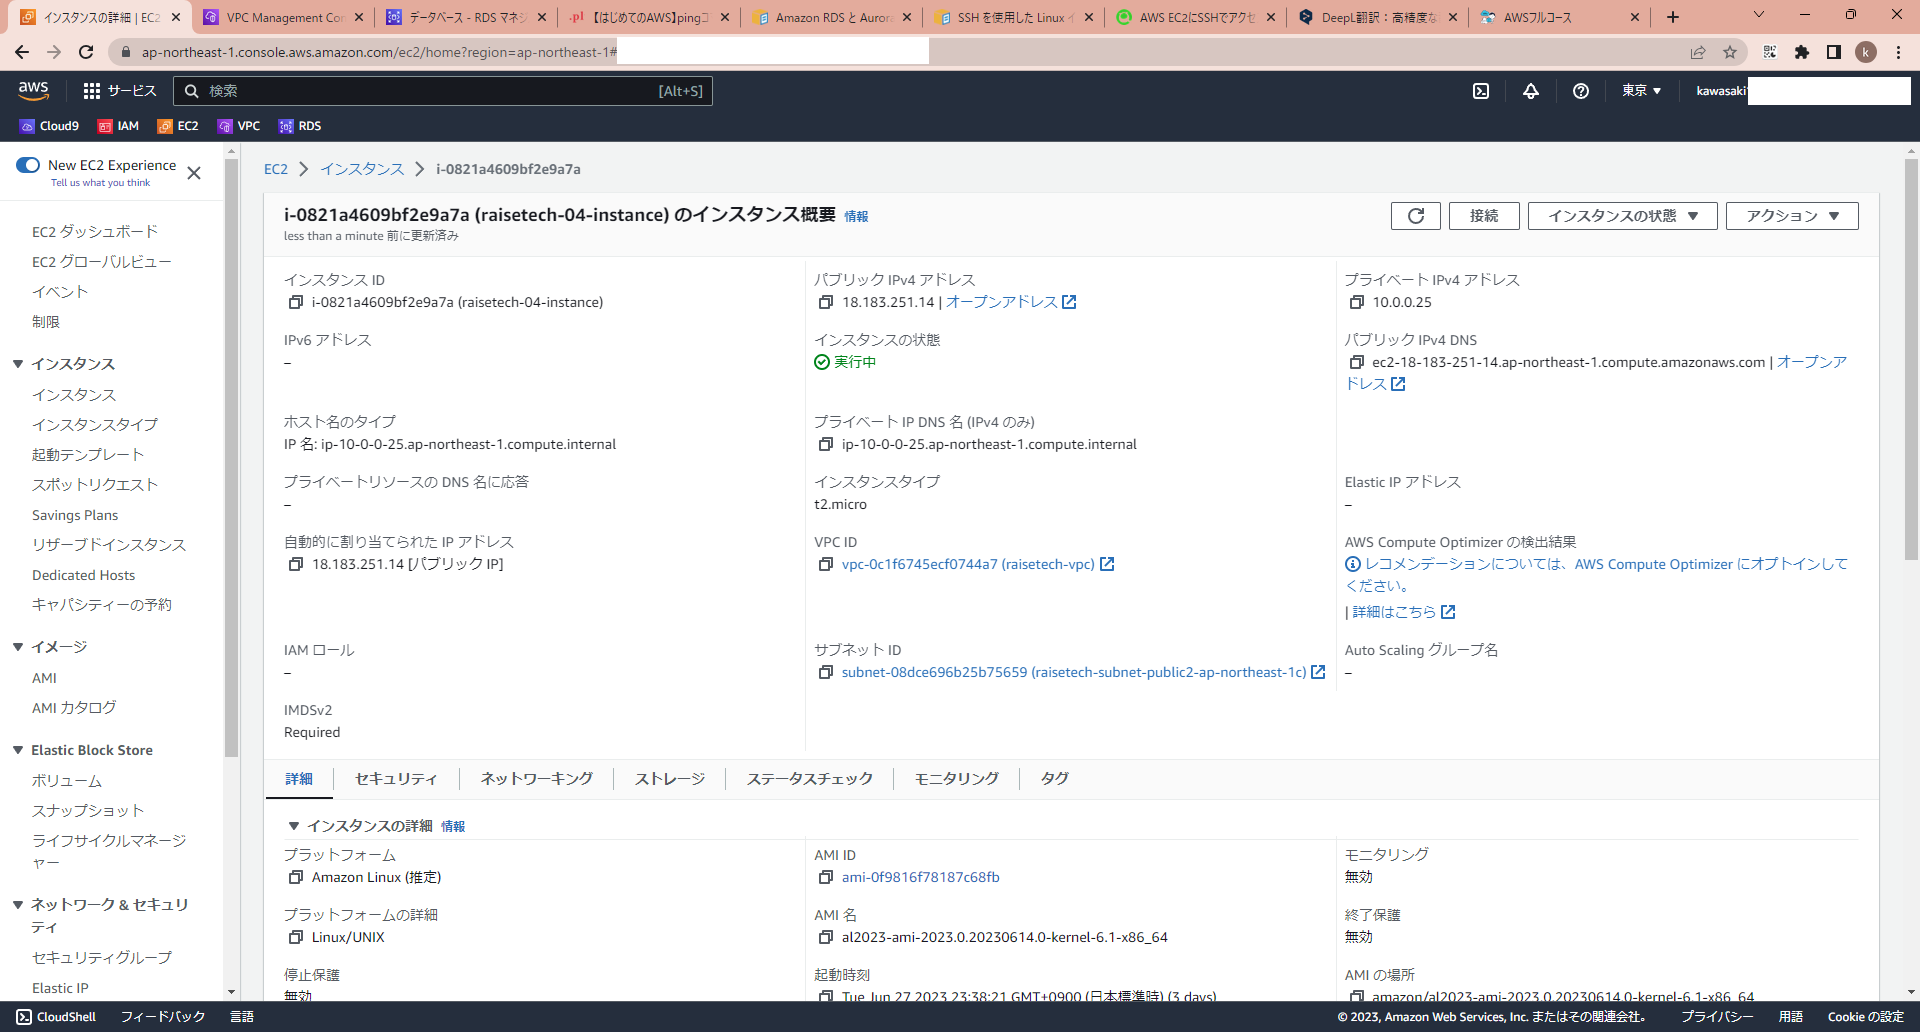 インスタンスの詳細 | EC2
VPC Management Con
データベース - RDS マネジ
【はじめてのAWS】pingコ
Amazon RDS と Aurora
SSH を使用した Linux イ
AWS EC2にSSHでアクセ
DeepL翻訳：高精度な
AWSフルコース
ap-northeast-1.console.aws.amazon.com/ec2/home?region=ap-northeast-1#
k
aws
サービス
検索
[Alt+S]
東京
kawasaki
Cloud9
IAM
EC2
VPC
RDS
New EC2 Experience
Tell us what you think
EC2 ダッシュボード
EC2 グローバルビュー
イベント
制限
インスタンス
インスタンス
インスタンスタイプ
起動テンプレート
スポットリクエスト
Savings Plans
リザーブドインスタンス
Dedicated Hosts
キャパシティーの予約
イメージ
AMI
AMI カタログ
Elastic Block Store
ボリューム
スナップショット
ライフサイクルマネージ
ャー
ネットワーク & セキュリ
ティ
セキュリティグループ
Elastic IP
EC2
インスタンス
i-0821a4609bf2e9a7a
i-0821a4609bf2e9a7a (raisetech-04-instance) のインスタンス概要 情報
less than a minute 前に更新済み
接続
インスタンスの状態
アクション
インスタンス ID
i-0821a4609bf2e9a7a (raisetech-04-instance)
パブリック IPv4 アドレス
18.183.251.14 | オープンアドレス
プライベート IPv4 アドレス
10.0.0.25
IPv6 アドレス
–
インスタンスの状態
実行中
パブリック IPv4 DNS
ec2-18-183-251-14.ap-northeast-1.compute.amazonaws.com | オープンア
ドレス
ホスト名のタイプ
IP 名: ip-10-0-0-25.ap-northeast-1.compute.internal
プライベート IP DNS 名 (IPv4 のみ)
ip-10-0-0-25.ap-northeast-1.compute.internal
プライベートリソースの DNS 名に応答
–
インスタンスタイプ
t2.micro
Elastic IP アドレス
–
自動的に割り当てられた IP アドレス
18.183.251.14 [パブリック IP]
VPC ID
vpc-0c1f6745ecf0744a7 (raisetech-vpc)
AWS Compute Optimizer の検出結果
レコメンデーションについては、AWS Compute Optimizer にオプトインして
ください。
| 詳細はこちら
IAM ロール
–
サブネット ID
subnet-08dce696b25b75659 (raisetech-subnet-public2-ap-northeast-1c)
Auto Scaling グループ名
–
IMDSv2
Required
詳細
セキュリティ
ネットワーキング
ストレージ
ステータスチェック
モニタリング
タグ
インスタンスの詳細 情報
プラットフォーム
Amazon Linux (推定)
AMI ID
ami-0f9816f78187c68fb
モニタリング
無効
プラットフォームの詳細
Linux/UNIX
AMI 名
al2023-ami-2023.0.20230614.0-kernel-6.1-x86_64
終了保護
無効
停止保護
無効
起動時刻
Tue Jun 27 2023 23:38:21 GMT+0900 (日本標準時) (3 days)
AMI の場所
amazon/al2023-ami-2023.0.20230614.0-kernel-6.1-x86_64
CloudShell
フィードバック
言語
© 2023, Amazon Web Services, Inc. またはその関連会社。
プライバシー
用語
Cookie の設定